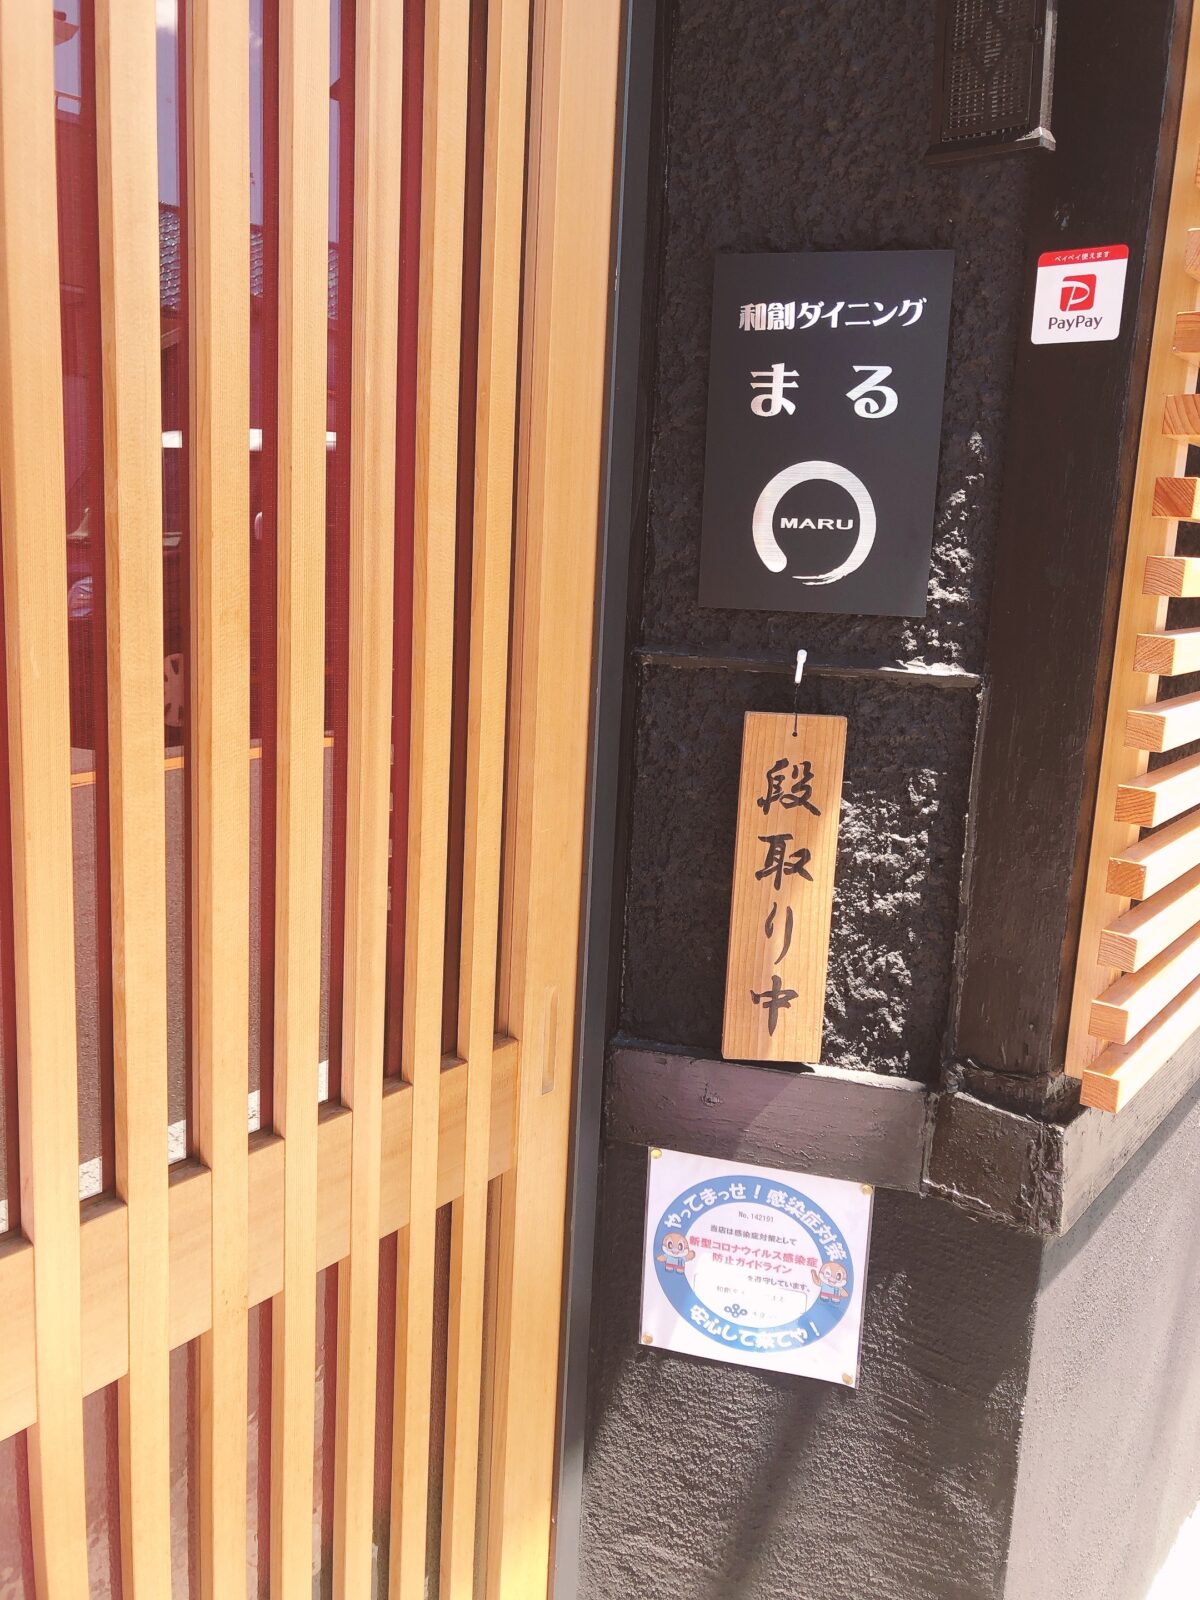 和創ダイニング
まる
MARU
ペイペイ使えます
PayPay
段取り中
やってまっせ！感染症対策
No.142191
当店は感染症対策として
新型コロナウイルス感染症
防止ガイドライン
を遵守しています。
安心して来てや！